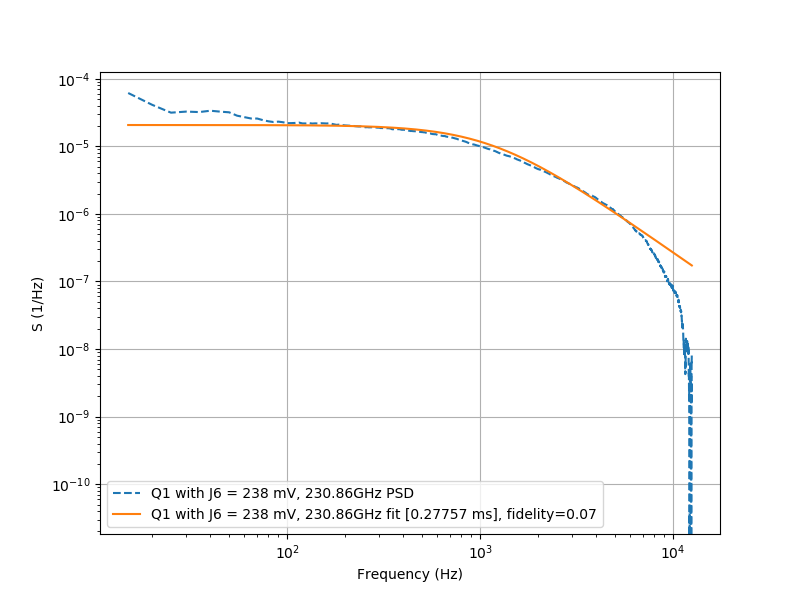 10⁻⁴
10⁻⁵
10⁻⁶
10⁻⁷
10⁻⁸
10⁻⁹
10⁻¹⁰
S (1/Hz)
Q1 with J6 = 238 mV, 230.86GHz PSD
Q1 with J6 = 238 mV, 230.86GHz fit [0.27757 ms], fidelity=0.07
10² 10³ 10⁴
Frequency (Hz)